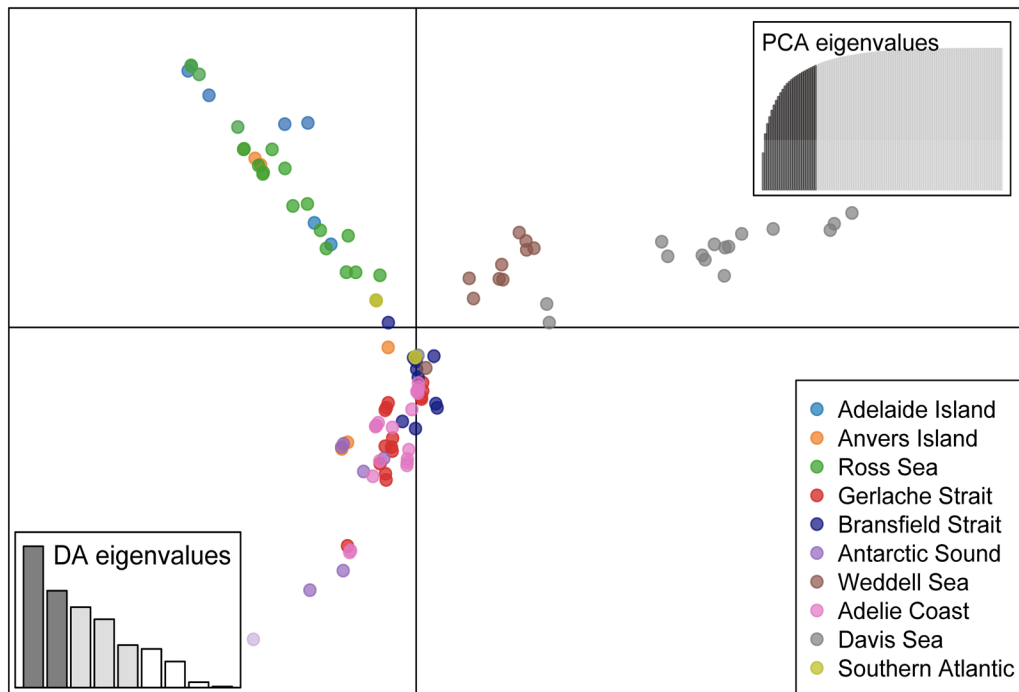 PCA eigenvalues
Adelaide Island
Anvers Island
Ross Sea
Gerlache Strait
Bransfield Strait
Antarctic Sound
Weddell Sea
Adelie Coast
Davis Sea
Southern Atlantic
DA eigenvalues